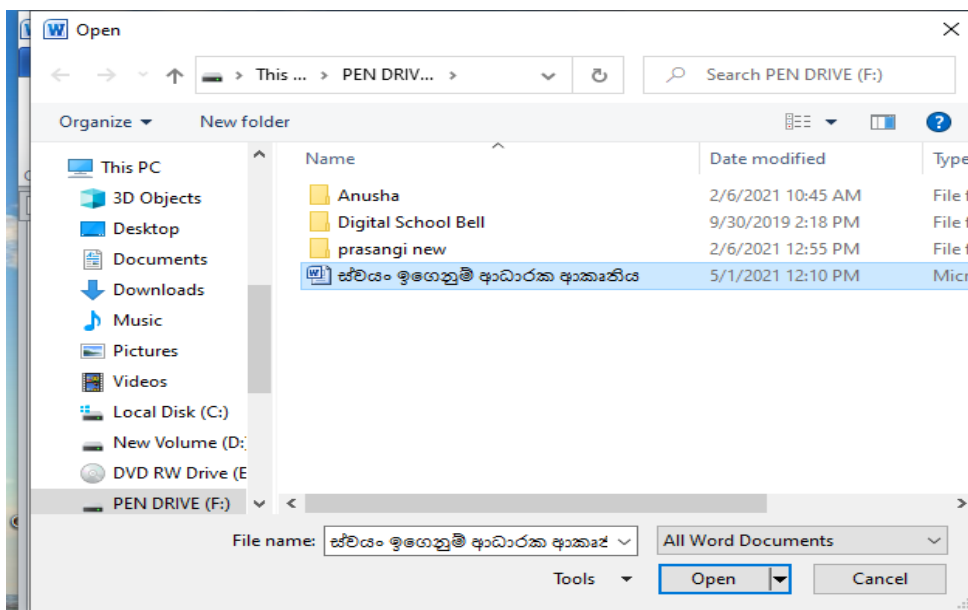 Open
This ... > PEN DRIV... >
Search PEN DRIVE (F:)
Organize
New folder
Name Date modified Type
This PC
3D Objects
Desktop
Documents
Downloads
Music
Pictures
Videos
Local Disk (C:)
New Volume (D:
DVD RW Drive (E
PEN DRIVE (F:)
Anusha 2/6/2021 10:45 AM File f
Digital School Bell 9/30/2019 2:18 PM File f
prasangi new 2/6/2021 12:55 PM File f
ස්වයං ඉගෙනුම් ආධාරක ආකෘතිය 5/1/2021 12:10 PM Micr
File name: ස්වයං ඉගෙනුම් ආධාරක All Word Documents
Tools Open Cancel